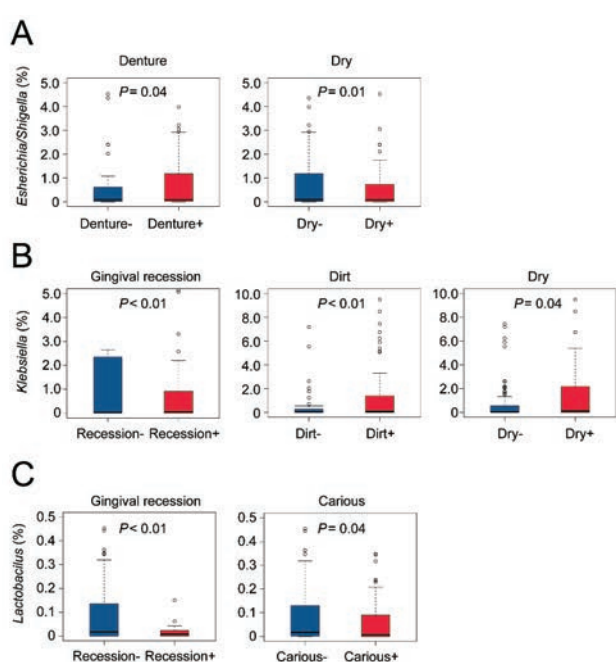 A
Denture
Dry
Esherichia/Shigella (%)
5.0
4.0
3.0
2.0
1.0
0
P= 0.04
Denture-
Denture+
5.0
4.0
3.0
2.0
1.0
0
P= 0.01
Dry-
Dry+
B
Gingival recession
Dirt
Dry
Klebsiella (%)
5.0
4.0
3.0
2.0
1.0
0
P< 0.01
Recession-
Recession+
10.0
8.0
6.0
4.0
2.0
0
P< 0.01
Dirt-
Dirt+
10.0
8.0
6.0
4.0
2.0
0
P= 0.04
Dry-
Dry+
C
Gingival recession
Carious
Lactobacilus (%)
0.5
0.4
0.3
0.2
0.1
0
P< 0.01
Recession-
Recession+
0.5
0.4
0.3
0.2
0.1
0
P= 0.04
Carious-
Carious+